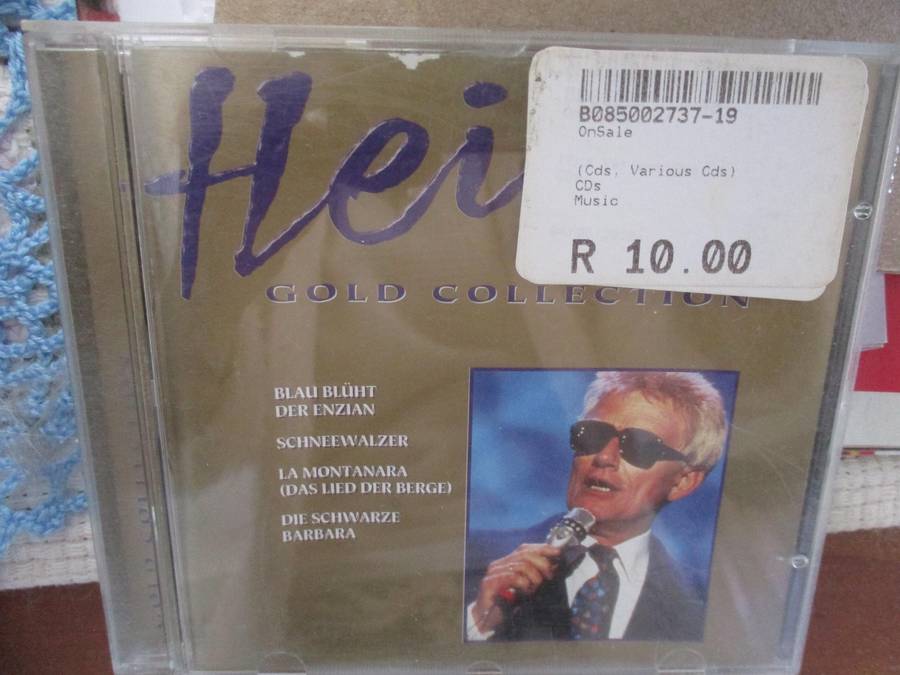 Hei
B085002737-19
OnSale
(Cds, Various Cds)
CDs
Music
R 10.00
GOLD COLLECTION
BLAU BLÜHT
DER ENZIAN
SCHNEEWALZER
LA MONTANARA
(DAS LIED DER BERGE)
DIE SCHWARZE
BARBARA